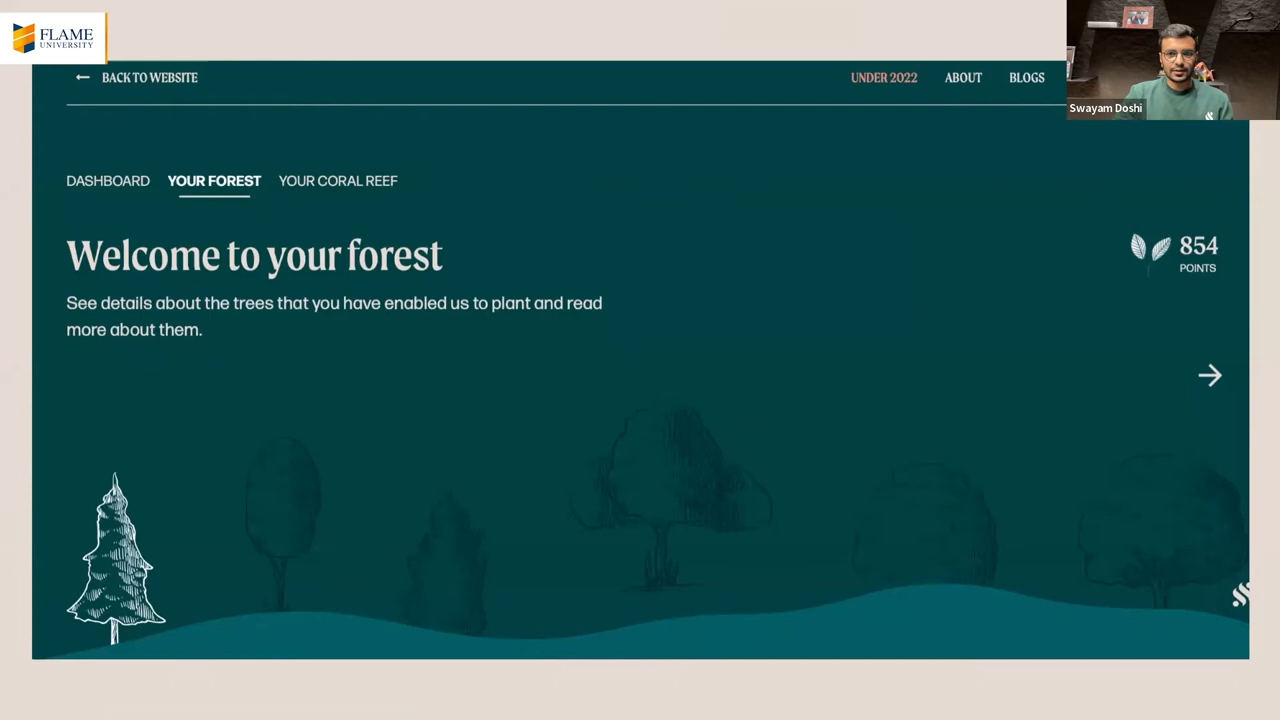 FLAME
UNIVERSITY
BACK TO WEBSITE
UNDER 2022
ABOUT
BLOGS
Swayam Doshi
DASHBOARD
YOUR FOREST
YOUR CORAL REEF
Welcome to your forest
See details about the trees that you have enabled us to plant and read
more about them.
854
POINTS